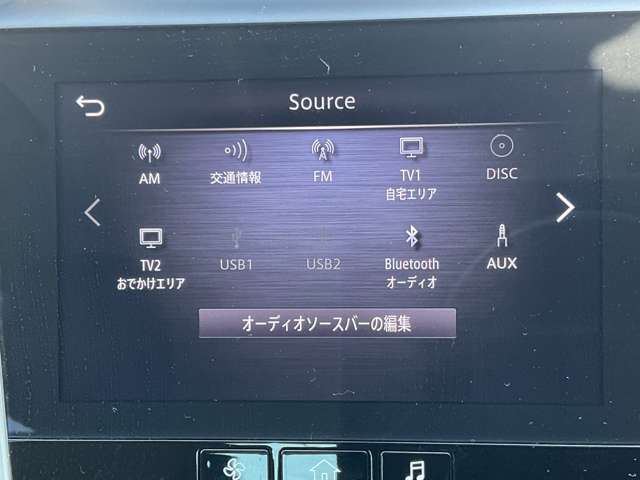 Source
AM
交通情報
FM
TV1
自宅エリア
DISC
TV2
おでかけエリア
USB1
USB2
Bluetooth
オーディオ
AUX
オーディオソースバーの編集